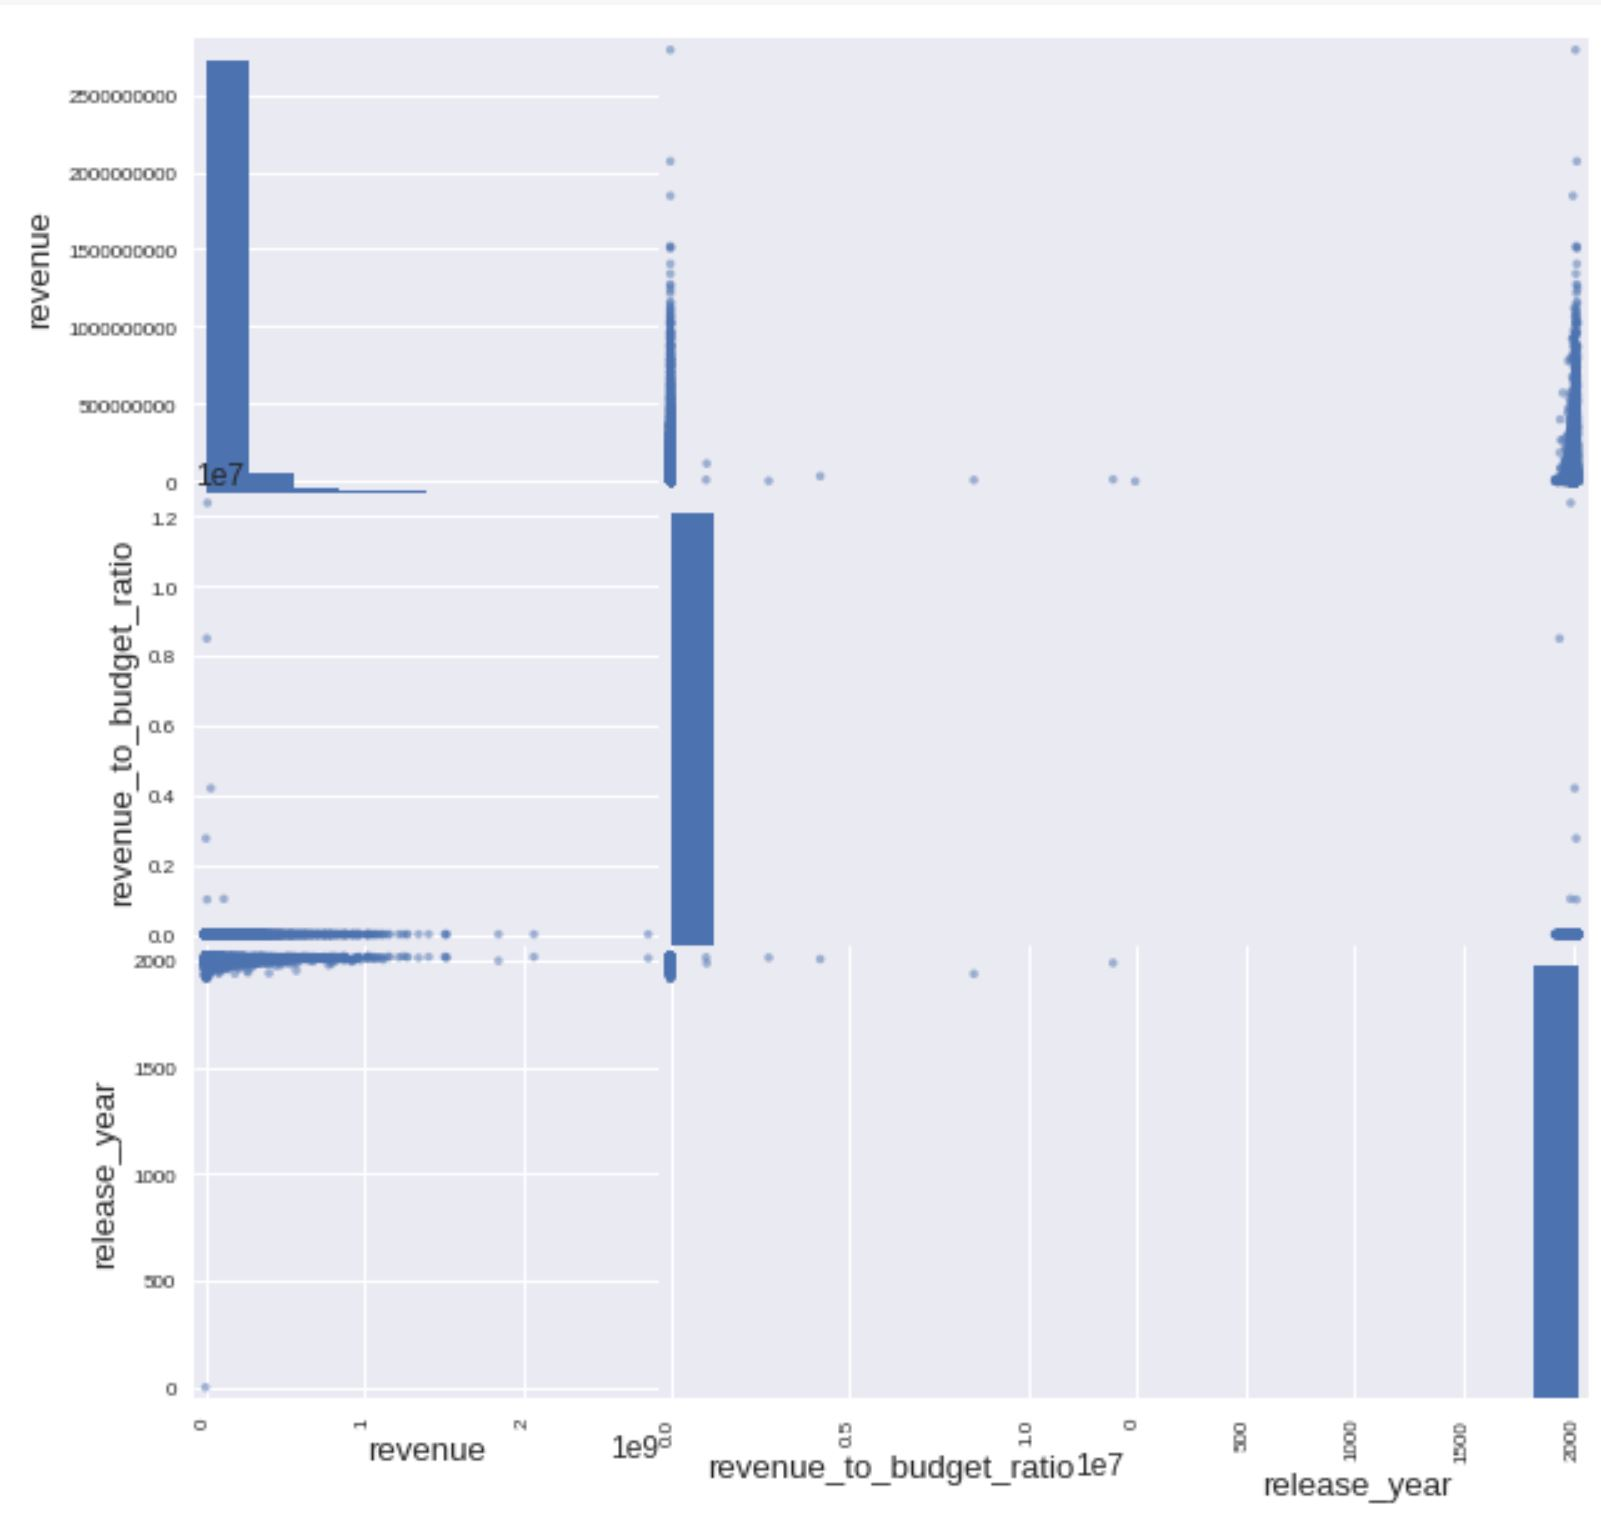 revenue
2500000000
2000000000
1500000000
1000000000
500000000
0
1e7
revenue_to_budget_ratio
1.2
1.0
0.8
0.6
0.4
0.2
0.0
release_year
2000
1500
1000
500
0
0 1 2
1e9
revenue
0.0 0.5 1.0
revenue_to_budget_ratio 1e7
0 500 1000 1500 2000
release_year